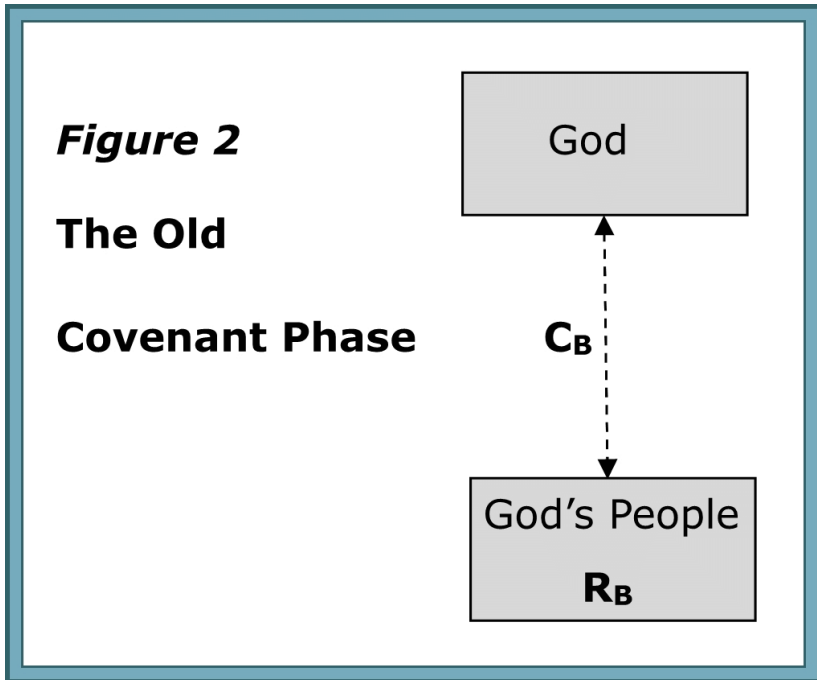 Figure 2
The Old
Covenant Phase
God
CB
God’s People
RB